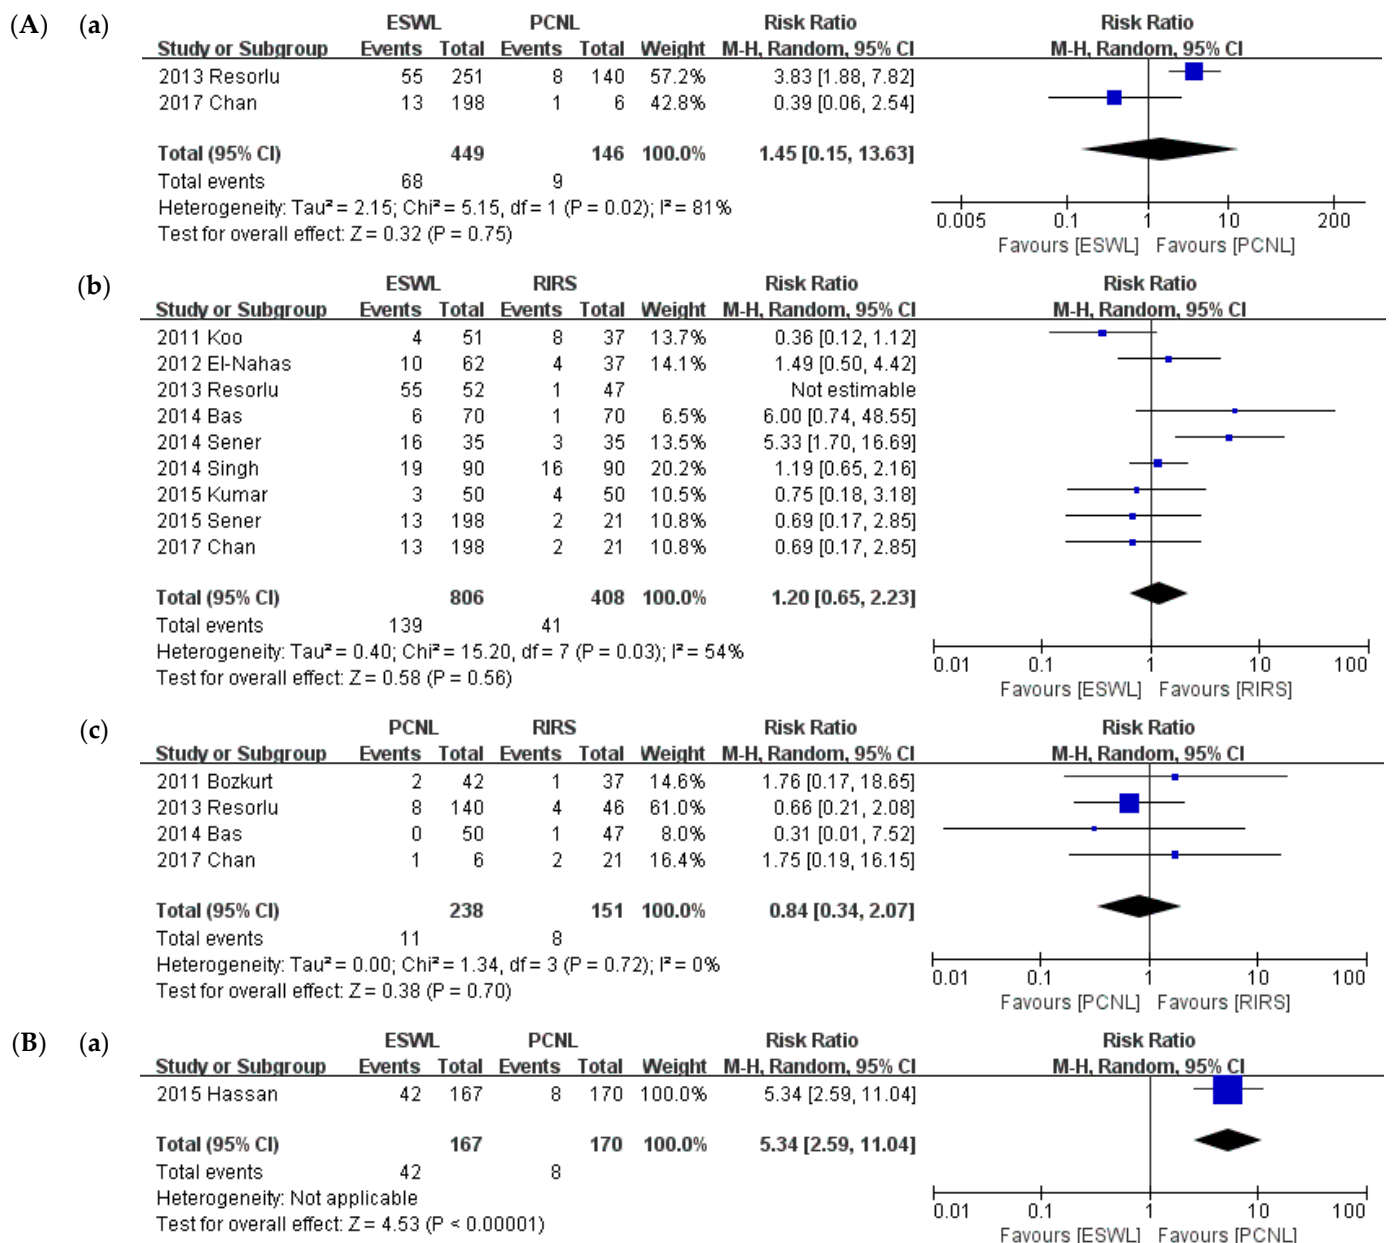 (A) (a) ESWL PCNL Risk Ratio Risk Ratio
Study or Subgroup Events Total Events Total Weight M-H, Random, 95% CI M-H, Random, 95% CI
2013 Resorlu 55 251 8 140 57.2% 3.83 [1.88, 7.82]
2017 Chan 13 198 1 6 42.8% 0.39 [0.06, 2.54]
Total (95% CI) 449 146 100.0% 1.45 [0.15, 13.63]
Total events 68 9
Heterogeneity: Tau² = 2.15; Chi² = 5.15, df = 1 (P = 0.02); I² = 81%
Test for overall effect: Z = 0.32 (P = 0.75)
0.005 0.1 1 10 200
Favours [ESWL] Favours [PCNL]
(b) ESWL RIRS Risk Ratio Risk Ratio
Study or Subgroup Events Total Events Total Weight M-H, Random, 95% CI M-H, Random, 95% CI
2011 Koo 4 51 8 37 13.7% 0.36 [0.12, 1.12]
2012 El-Nahas 10 62 4 37 14.1% 1.49 [0.50, 4.42]
2013 Resorlu 55 52 1 47 Not estimable
2014 Bas 6 70 1 70 6.5% 6.00 [0.74, 48.55]
2014 Sener 16 35 3 35 13.5% 5.33 [1.70, 16.69]
2014 Singh 19 90 16 90 20.2% 1.19 [0.65, 2.16]
2015 Kumar 3 50 4 50 10.5% 0.75 [0.18, 3.18]
2015 Sener 13 198 2 21 10.8% 0.69 [0.17, 2.85]
2017 Chan 13 198 2 21 10.8% 0.69 [0.17, 2.85]
Total (95% CI) 806 408 100.0% 1.20 [0.65, 2.23]
Total events 139 41
Heterogeneity: Tau² = 0.40; Chi² = 15.20, df = 7 (P = 0.03); I² = 54%
Test for overall effect: Z = 0.58 (P = 0.56)
0.01 0.1 1 10 100
Favours [ESWL] Favours [RIRS]
(c) PCNL RIRS Risk Ratio Risk Ratio
Study or Subgroup Events Total Events Total Weight M-H, Random, 95% CI M-H, Random, 95% CI
2011 Bozkurt 2 42 1 37 14.6% 1.76 [0.17, 18.65]
2013 Resorlu 8 140 4 46 61.0% 0.66 [0.21, 2.08]
2014 Bas 0 50 1 47 8.0% 0.31 [0.01, 7.52]
2017 Chan 1 6 2 21 16.4% 1.75 [0.19, 16.15]
Total (95% CI) 238 151 100.0% 0.84 [0.34, 2.07]
Total events 11 8
Heterogeneity: Tau² = 0.00; Chi² = 1.34, df = 3 (P = 0.72); I² = 0%
Test for overall effect: Z = 0.38 (P = 0.70)
0.01 0.1 1 10 100
Favours [PCNL] Favours [RIRS]
(B) (a) ESWL PCNL Risk Ratio Risk Ratio
Study or Subgroup Events Total Events Total Weight M-H, Random, 95% CI M-H, Random, 95% CI
2015 Hassan 42 167 8 170 100.0% 5.34 [2.59, 11.04]
Total (95% CI) 167 170 100.0% 5.34 [2.59, 11.04]
Total events 42 8
Heterogeneity: Not applicable
Test for overall effect: Z = 4.53 (P < 0.00001)
0.01 0.1 1 10 100
Favours [ESWL] Favours [PCNL]